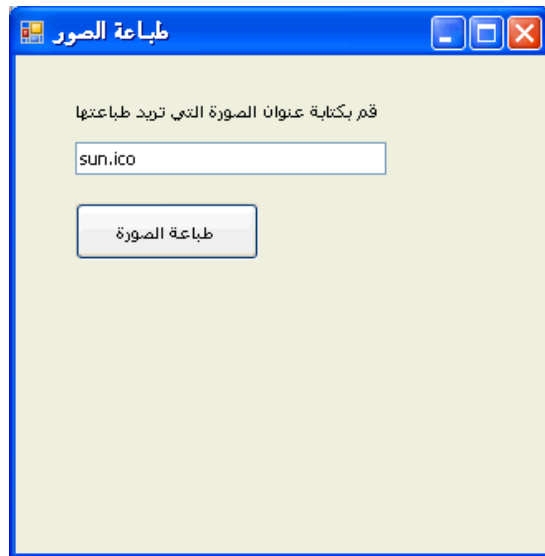 طباعة الصور
قم بكتابة عنوان الصورة التي تريد طباعتها
sun.ico
طباعة الصورة